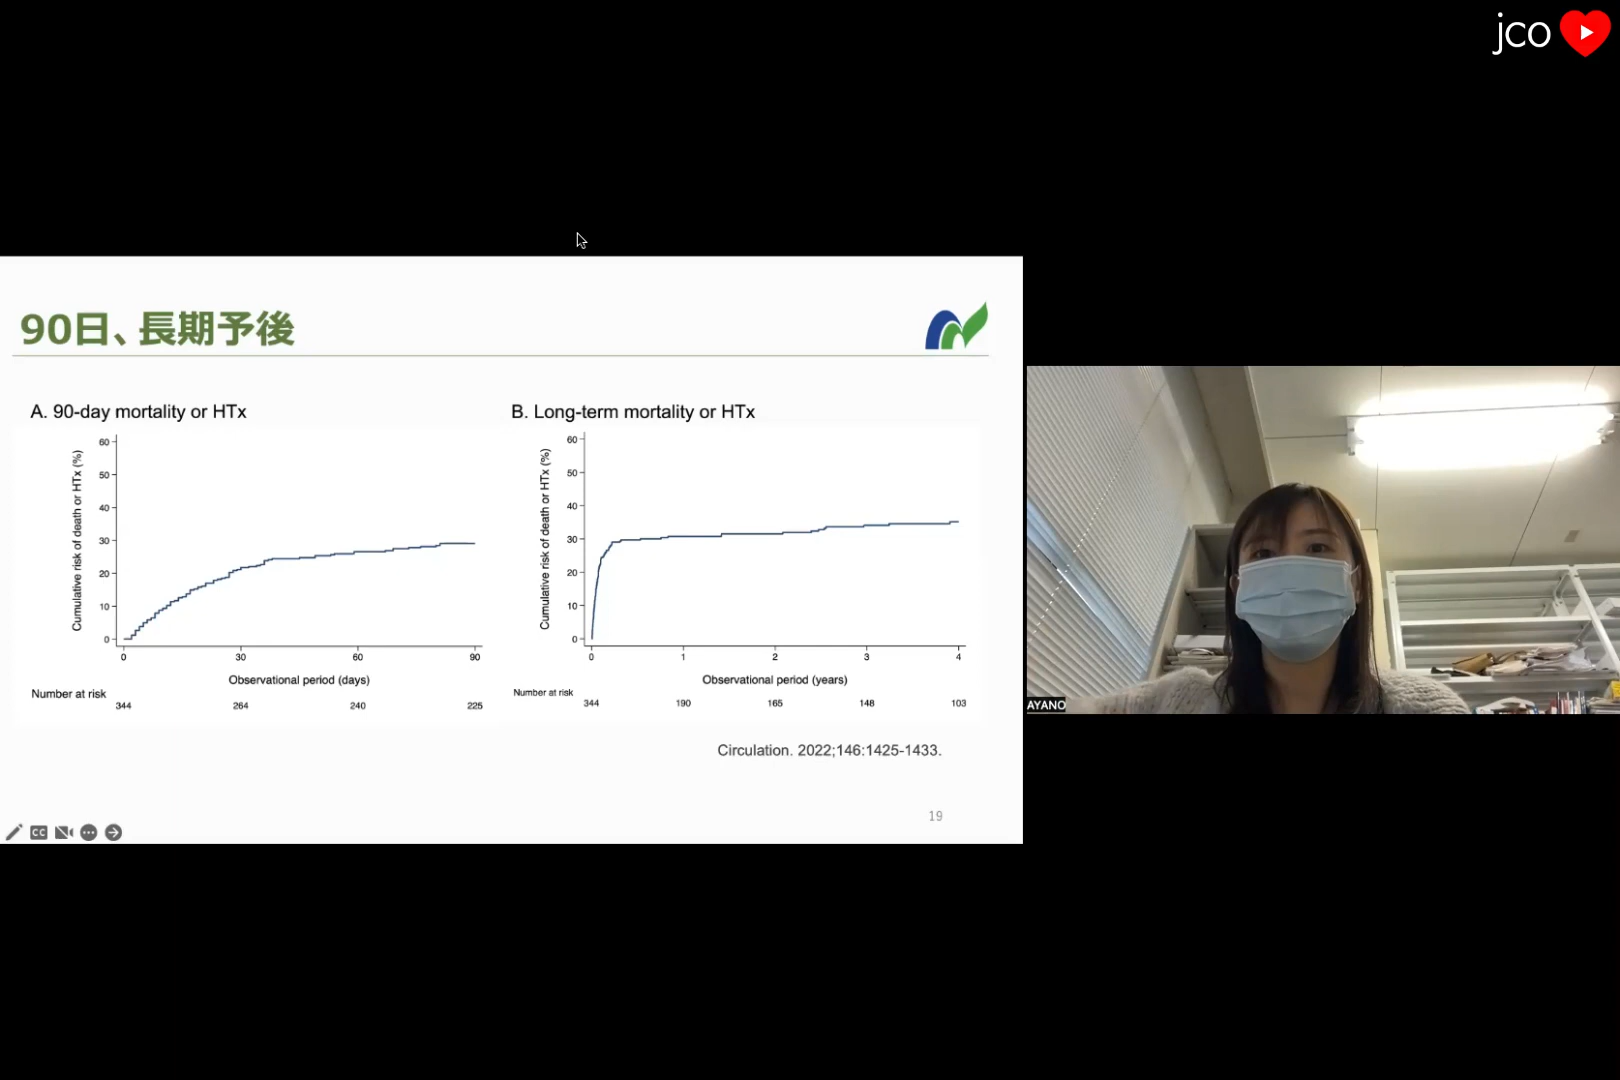 jco
90日、長期予後
A. 90-day mortality or HTx
Cumulative risk of death or HTx (%)
60
50
40
30
20
10
0
0 30 60 90
Observational period (days)
Number at risk
344 264 240 225
B. Long-term mortality or HTx
Cumulative risk of death or HTx (%)
60
50
40
30
20
10
0
0 1 2 3 4
Observational period (years)
Number at risk
344 190 165 148 103
Circulation. 2022;146:1425-1433.
19
CC
AYANO